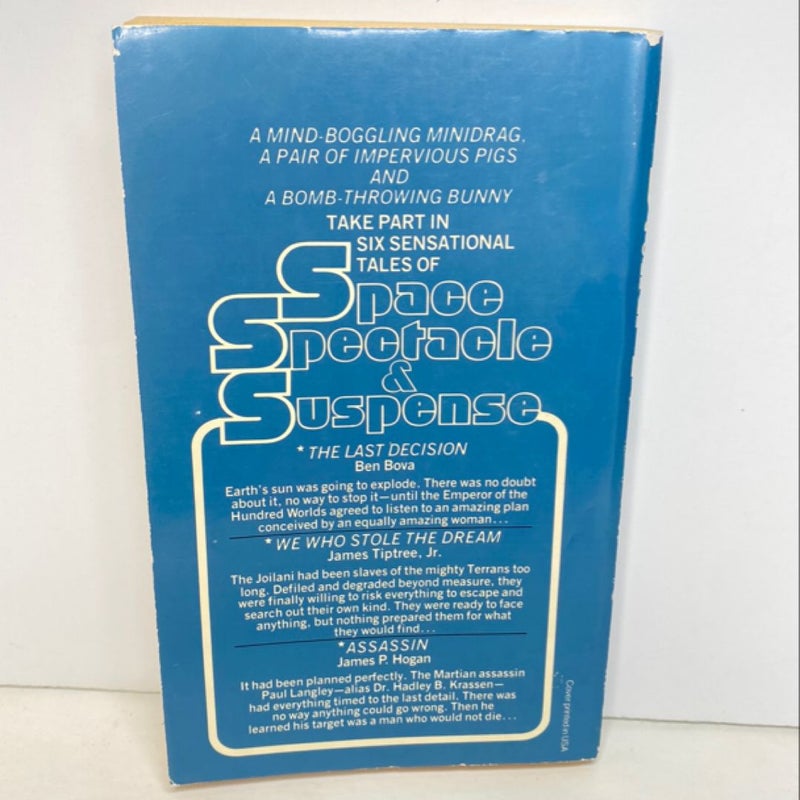 A MIND-BOGGLING MINIDRAG,
A PAIR OF IMPERVIOUS PIGS
AND
A BOMB-THROWING BUNNY
TAKE PART IN
SIX SENSATIONAL
TALES OF
Space
Spectacle
&
Suspense
* THE LAST DECISION
Ben Bova
Earth's sun was going to explode. There was no doubt
about it, no way to stop it—until the Emperor of the
Hundred Worlds agreed to listen to an amazing plan
conceived by an equally amazing woman...
* WE WHO STOLE THE DREAM
James Tiptree, Jr.
The Joilani had been slaves of the mighty Terrans too
long. Defiled and degraded beyond measure, they
were finally willing to risk everything to escape and
search out their own kind. They were ready to face
anything, but nothing prepared them for what
they would find...
* ASSASSIN
James P. Hogan
It had been planned perfectly. The Martian assassin
Paul Langley—alias Dr. Hadley B. Krassen—
had everything timed to the last detail. There was
no way anything could go wrong. Then he
learned his target was a man who would not die...
Cover printed in USA